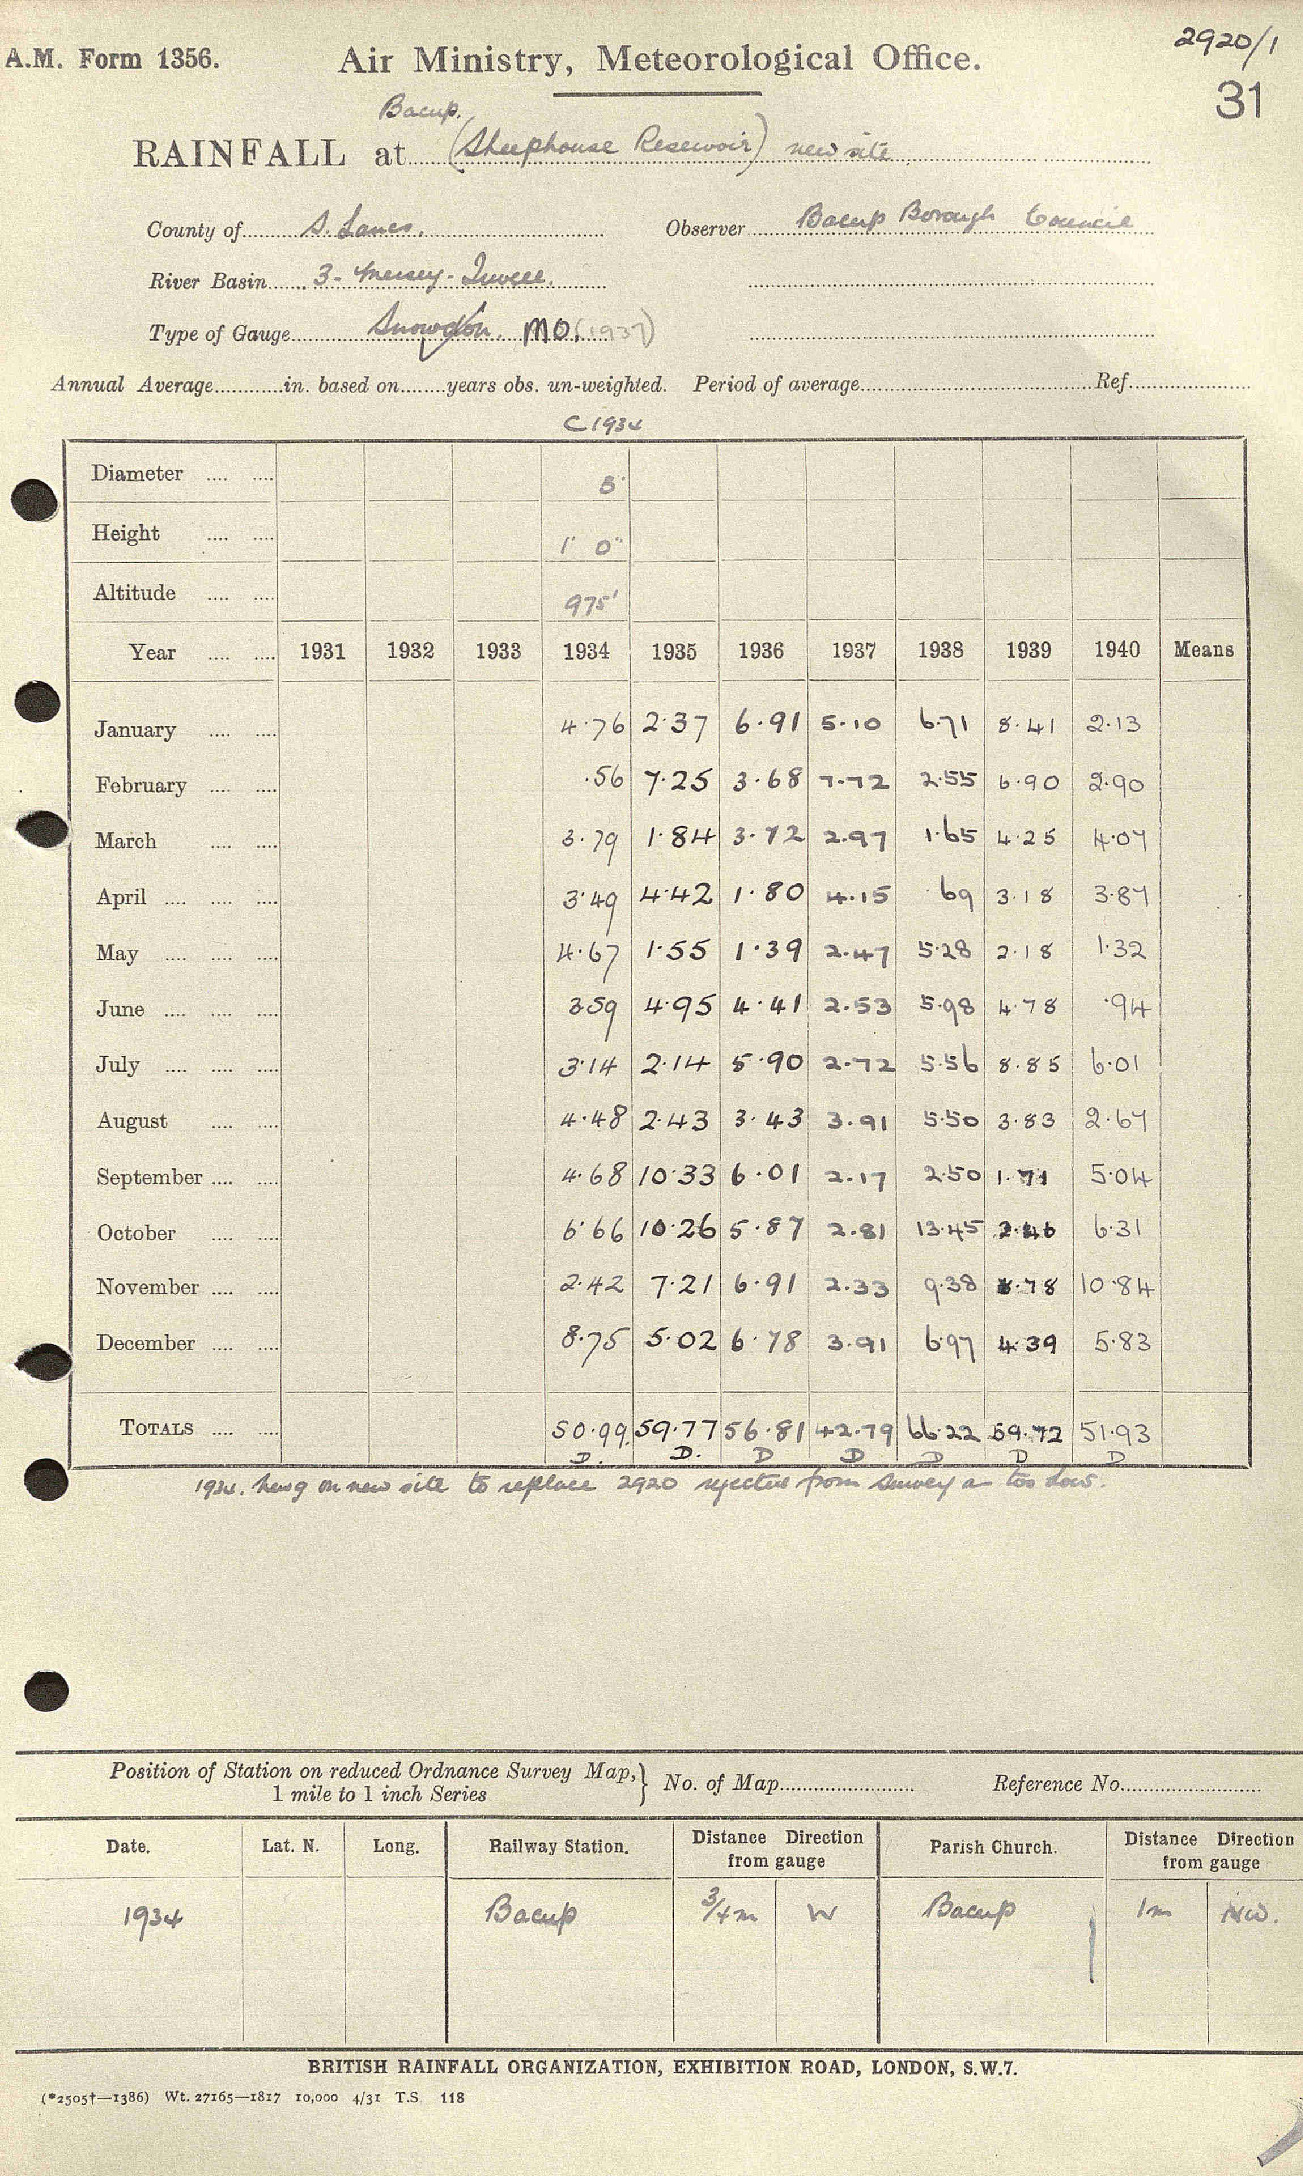 2920/1
A.M. Form 1356. Air Ministry, Meteorological Office.
31
Bacup.
RAINFALL at (Sheephouse Reservoir) new site
County of S. Lancs. Observer Bacup Borough Council
River Basin 3- Mersey - Irwell.
Type of Gauge Snowdon. MO. (1937)
Annual Average in. based on years obs. un-weighted. Period of average Ref.
C 1934
Diameter 5"
Height 1' 0"
Altitude 975'
Year 1931 1932 1933 1934 1935 1936 1937 1938 1939 1940 Means
January 4.76 2.37 6.91 5.10 6.71 8.41 2.13
February .56 7.25 3.68 7.72 2.55 6.90 2.90
March 3.79 1.84 3.72 2.97 1.65 4.25 4.07
April 3.49 4.42 1.80 4.15 .69 3.18 3.87
May 4.67 1.55 1.39 2.47 5.28 2.18 1.32
June 3.59 4.95 4.41 2.53 5.98 4.78 .94
July 3.14 2.14 5.90 2.72 5.56 8.85 6.01
August 4.48 2.43 3.43 3.91 5.50 3.83 2.67
September 4.68 10.33 6.01 2.17 2.50 1.71 5.04
October 6.66 10.26 5.87 2.81 13.45 2.46 6.31
November 2.42 7.21 6.91 2.33 9.38 8.78 10.84
December 8.75 5.02 6.78 3.91 6.97 4.39 5.83
TOTALS 50.99 59.77 56.81 42.79 66.22 59.72 51.93
D. D. D D D D D
1934. New g on new site to replace 2920 rejected from Survey as too low.
Position of Station on reduced Ordnance Survey Map,} No. of Map Reference No.
1 mile to 1 inch Series
Date. Lat. N. Long. Railway Station. Distance Direction from gauge Parish Church. Distance Direction from gauge
1934 Bacup 3/4 m W Bacup 1m NW.
BRITISH RAINFALL ORGANIZATION, EXHIBITION ROAD, LONDON, S.W.7.
(*2505†—1386) Wt. 27165—1817 10,000 4/31 T.S. 118